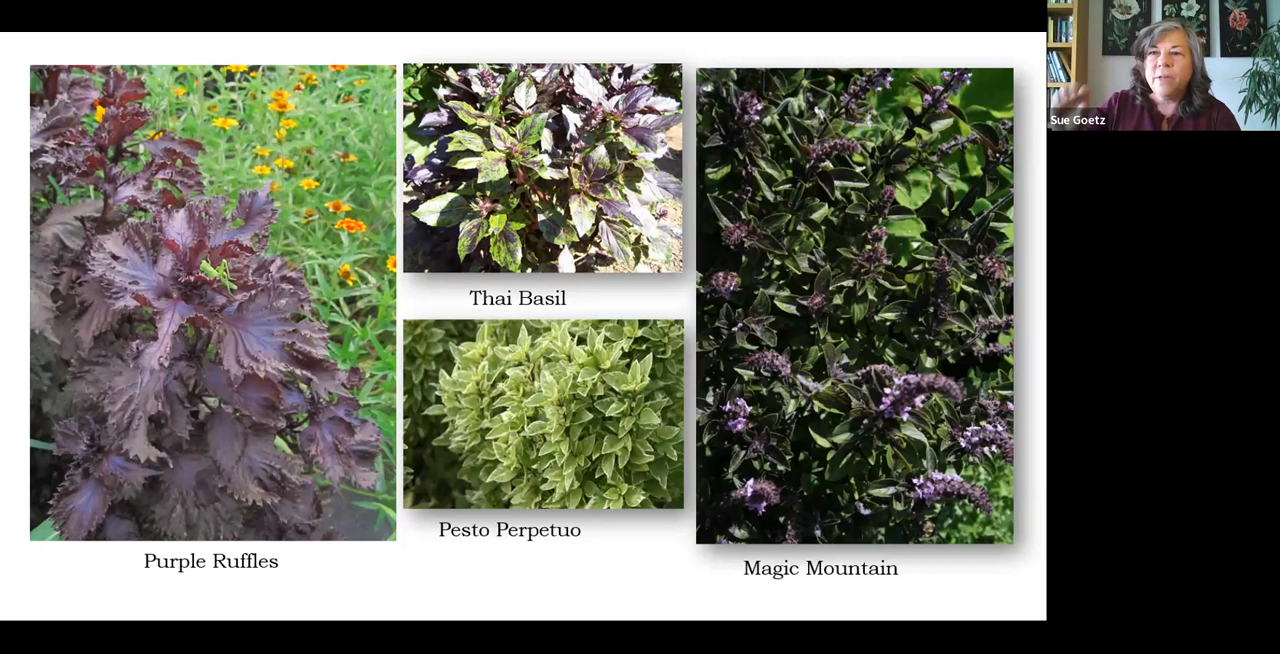 Sue Goetz
Thai Basil
Pesto Perpetuo
Purple Ruffles
Magic Mountain